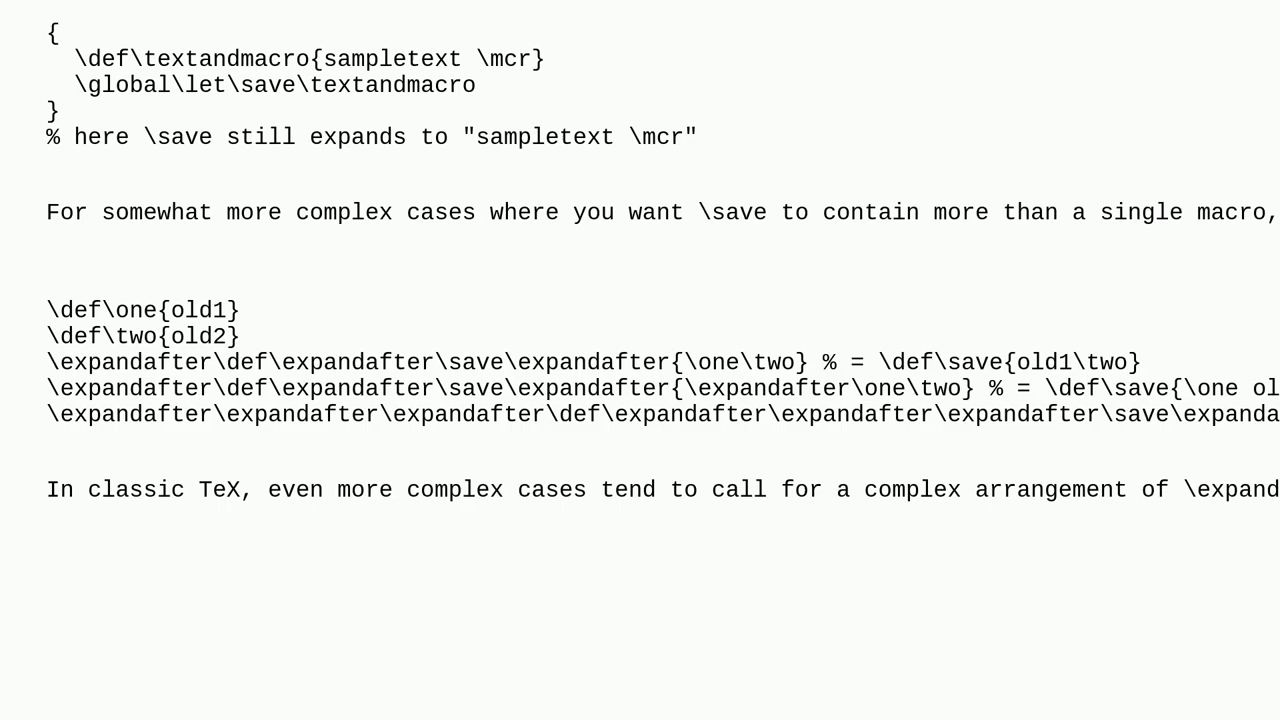 {
  \def\textandmacro{sampletext \mcr}
  \global\let\save\textandmacro
}
% here \save still expands to "sampletext \mcr"
For somewhat more complex cases where you want \save to contain more than a single macro,
\def\one{old1}
\def\two{old2}
\expandafter\def\expandafter\save\expandafter{\one\two} % = \def\save{old1\two}
\expandafter\def\expandafter\save\expandafter{\expandafter\one\two} % = \def\save{\one ol
\expandafter\expandafter\expandafter\def\expandafter\expandafter\expandafter\save\expanda
In classic TeX, even more complex cases tend to call for a complex arrangement of \expand